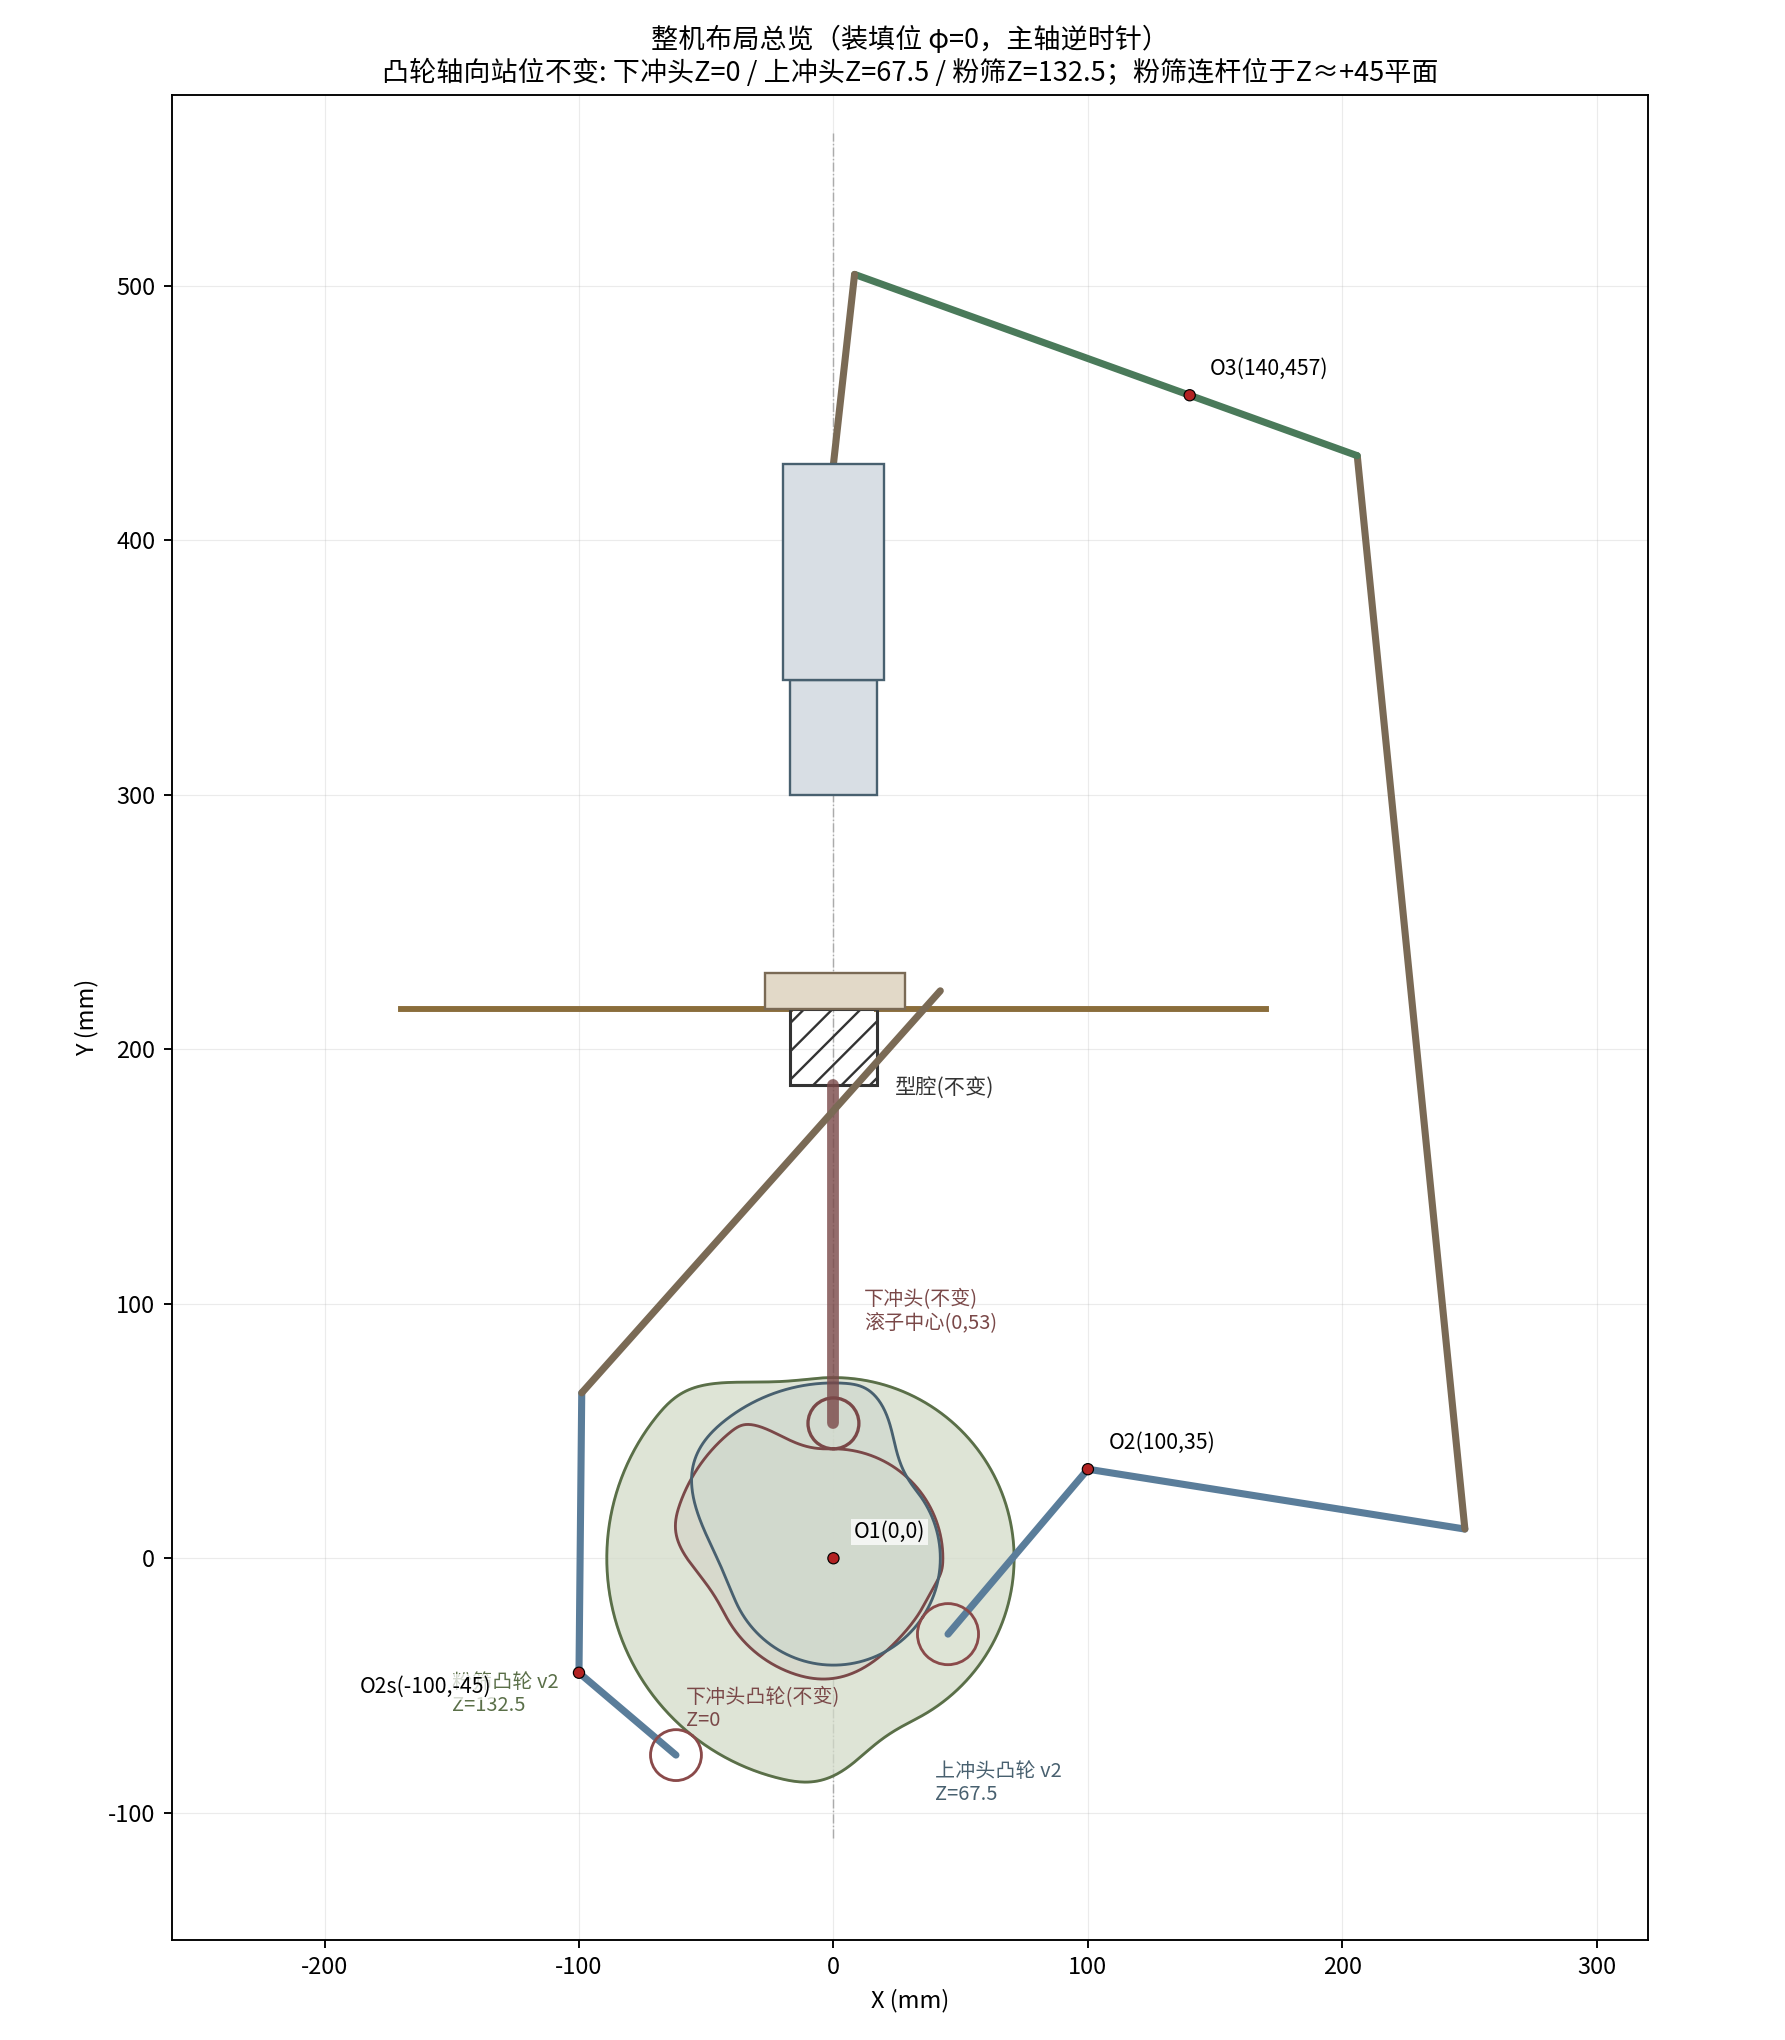 整机布局总览（装填位 φ=0，主轴逆时针）
凸轮轴向站位不变: 下冲头Z=0 / 上冲头Z=67.5 / 粉筛Z=132.5；粉筛连杆位于Z≈+45平面
500
400
300
200
100
0
-100
Y (mm)
O3(140,457)
型腔(不变)
下冲头(不变)
滚子中心(0,53)
O2(100,35)
O1(0,0)
O2s(-100,-45)
凸轮 v2
Z=132.5
下冲头凸轮(不变)
Z=0
上冲头凸轮 v2
Z=67.5
-200
-100
0
100
200
300
X (mm)